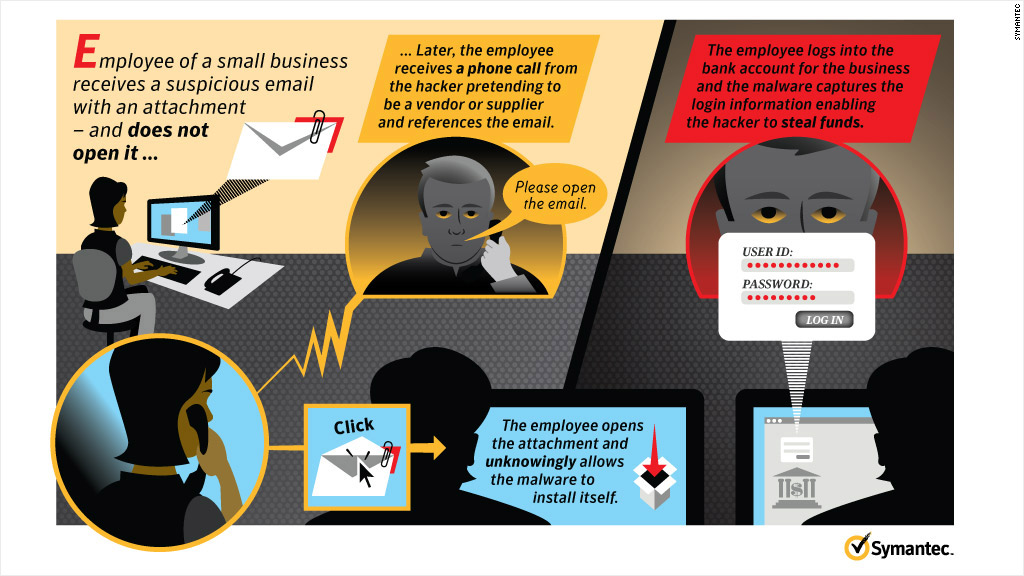 SYMANTEC
Employee of a small business
receives a suspicious email
with an attachment
– and does not
open it ...
... Later, the employee
receives a phone call from
the hacker pretending to
be a vendor or supplier
and references the email.
Please open
the email.
Click
The employee opens
the attachment and
unknowingly allows
the malware to
install itself.
The employee logs into the
bank account for the business
and the malware captures the
login information enabling
the hacker to steal funds.
USER ID:
PASSWORD:
LOG IN
$
Symantec.